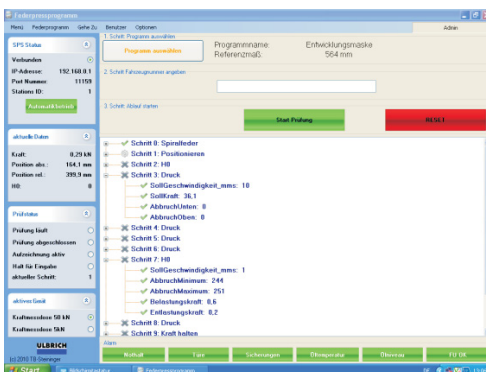 Federpressprogramm
Menü Federprogramm Gehe Zu Benutzer Optionen Admin
SPS Status
Verbunden
IP-Adresse: 192.168.0.1
Port Nummer: 11159
Stations ID: 1
Automatikbetrieb
aktuelle Daten
Kraft: 0,29 kN
Position abs.: 164,1 mm
Position rel.: 399,9 mm
H0: 0
Prüfstatus
Prüfung läuft
Prüfung abgeschlossen
Aufzeichnung aktiv
Halt für Eingabe
aktueller Schritt: 1
aktives Gerät
Kraftmessdose 50 kN
Kraftmessdose 5kN
ULBRICH
(c) 2010 TB-Greininger
1. Schritt: Programm auswählen
Programm auswählen
Programmname: Entwicklungsmaske
Referenzmaß: 564 mm
2. Schritt Fahrzeugnummer angeben
3. Schritt: Ablauf starten
Start Prüfung
RESET
Schritt 0: Spiralfeder
Schritt 1: Positionieren
Schritt 2: H0
Schritt 3: Druck
SollGeschwindigkeit_mms: 10
SollKraft: 36,1
AbbruchUnten: 0
AbbruchOben: 0
Schritt 4: Druck
Schritt 5: Druck
Schritt 6: Druck
Schritt 7: H0
SollGeschwindigkeit_mms: 1
AbbruchMinimum: 244
AbbruchMaximum: 251
Belastungskraft: 0,6
Entlastungskraft: 0,2
Schritt 8: Druck
Schritt 9: Kraft halten
Alarm
Nothalt Türe Sicherungen Öltemperatur Ölniveau FU OK
Start Federpressprogramm